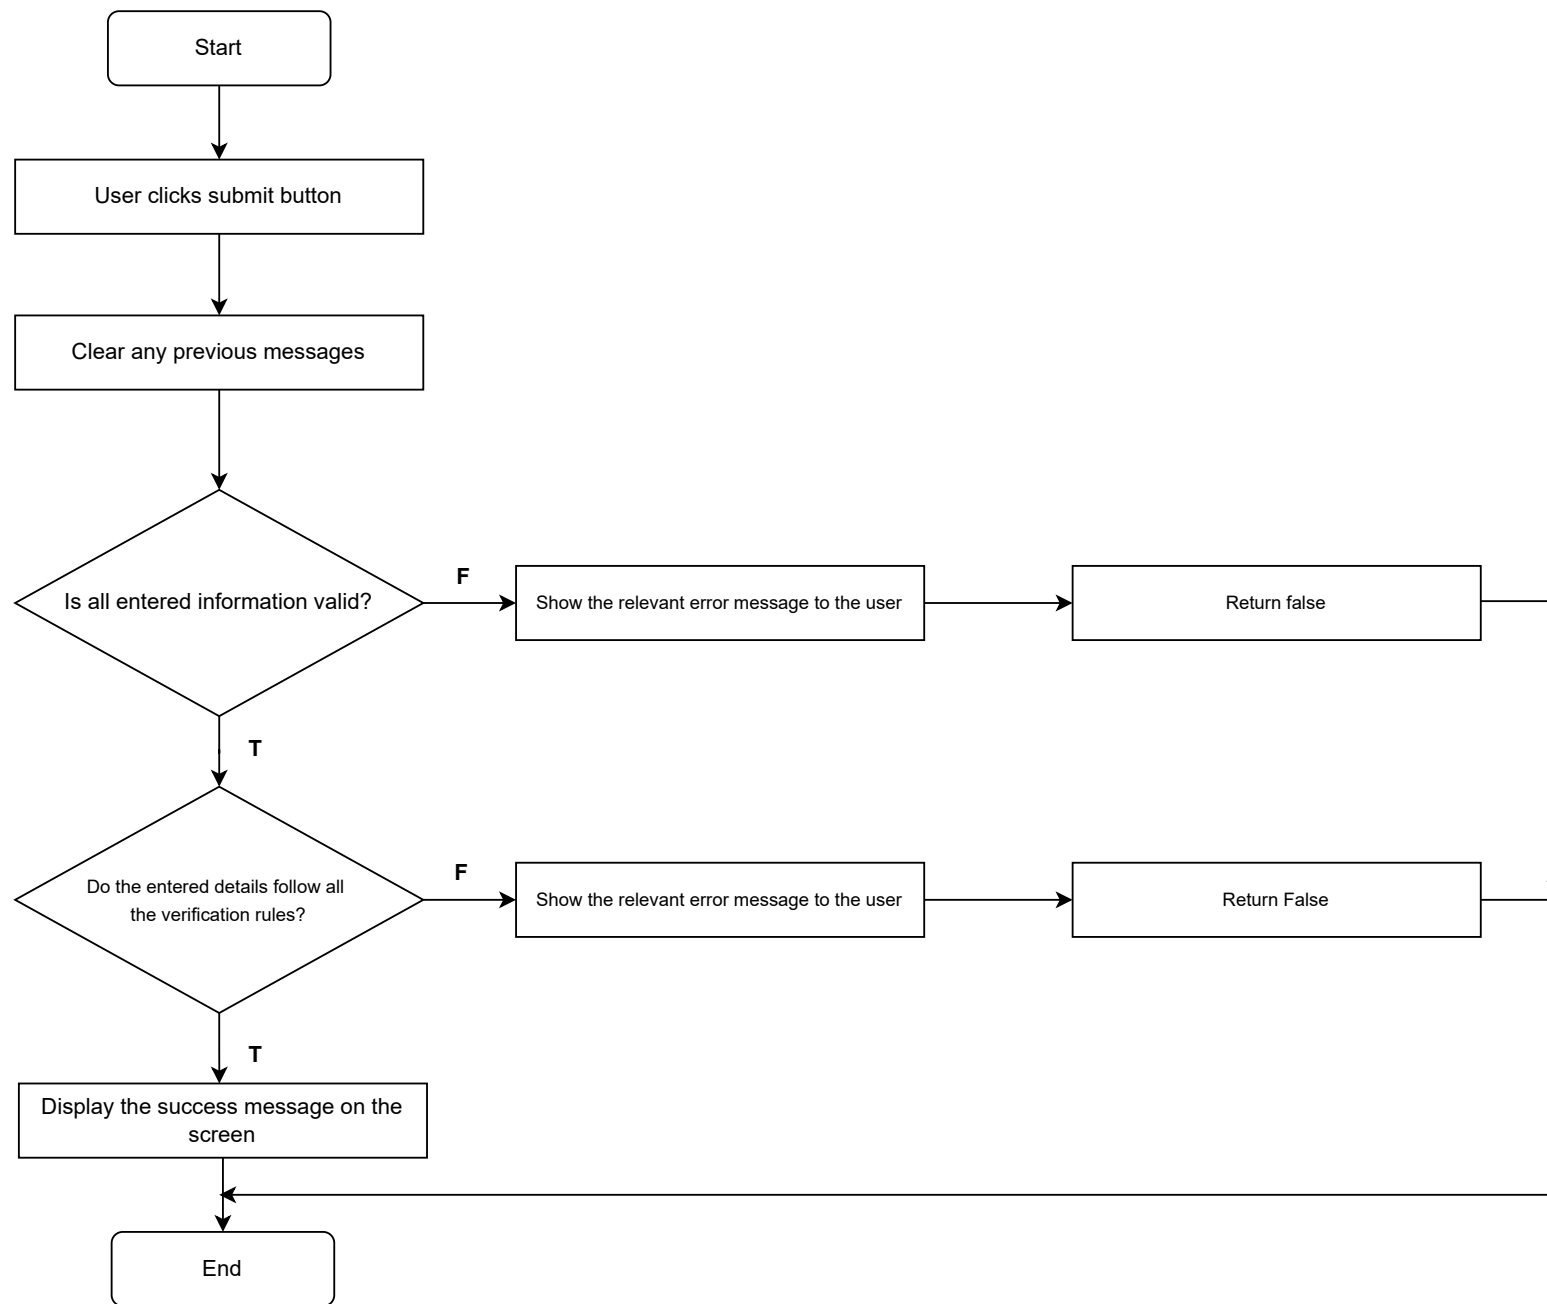 Start
User clicks submit button
Clear any previous messages
Is all entered information valid?
F
Show the relevant error message to the user
Return false
T
Do the entered details follow all
the verification rules?
F
Show the relevant error message to the user
Return False
T
Display the success message on the
screen
End